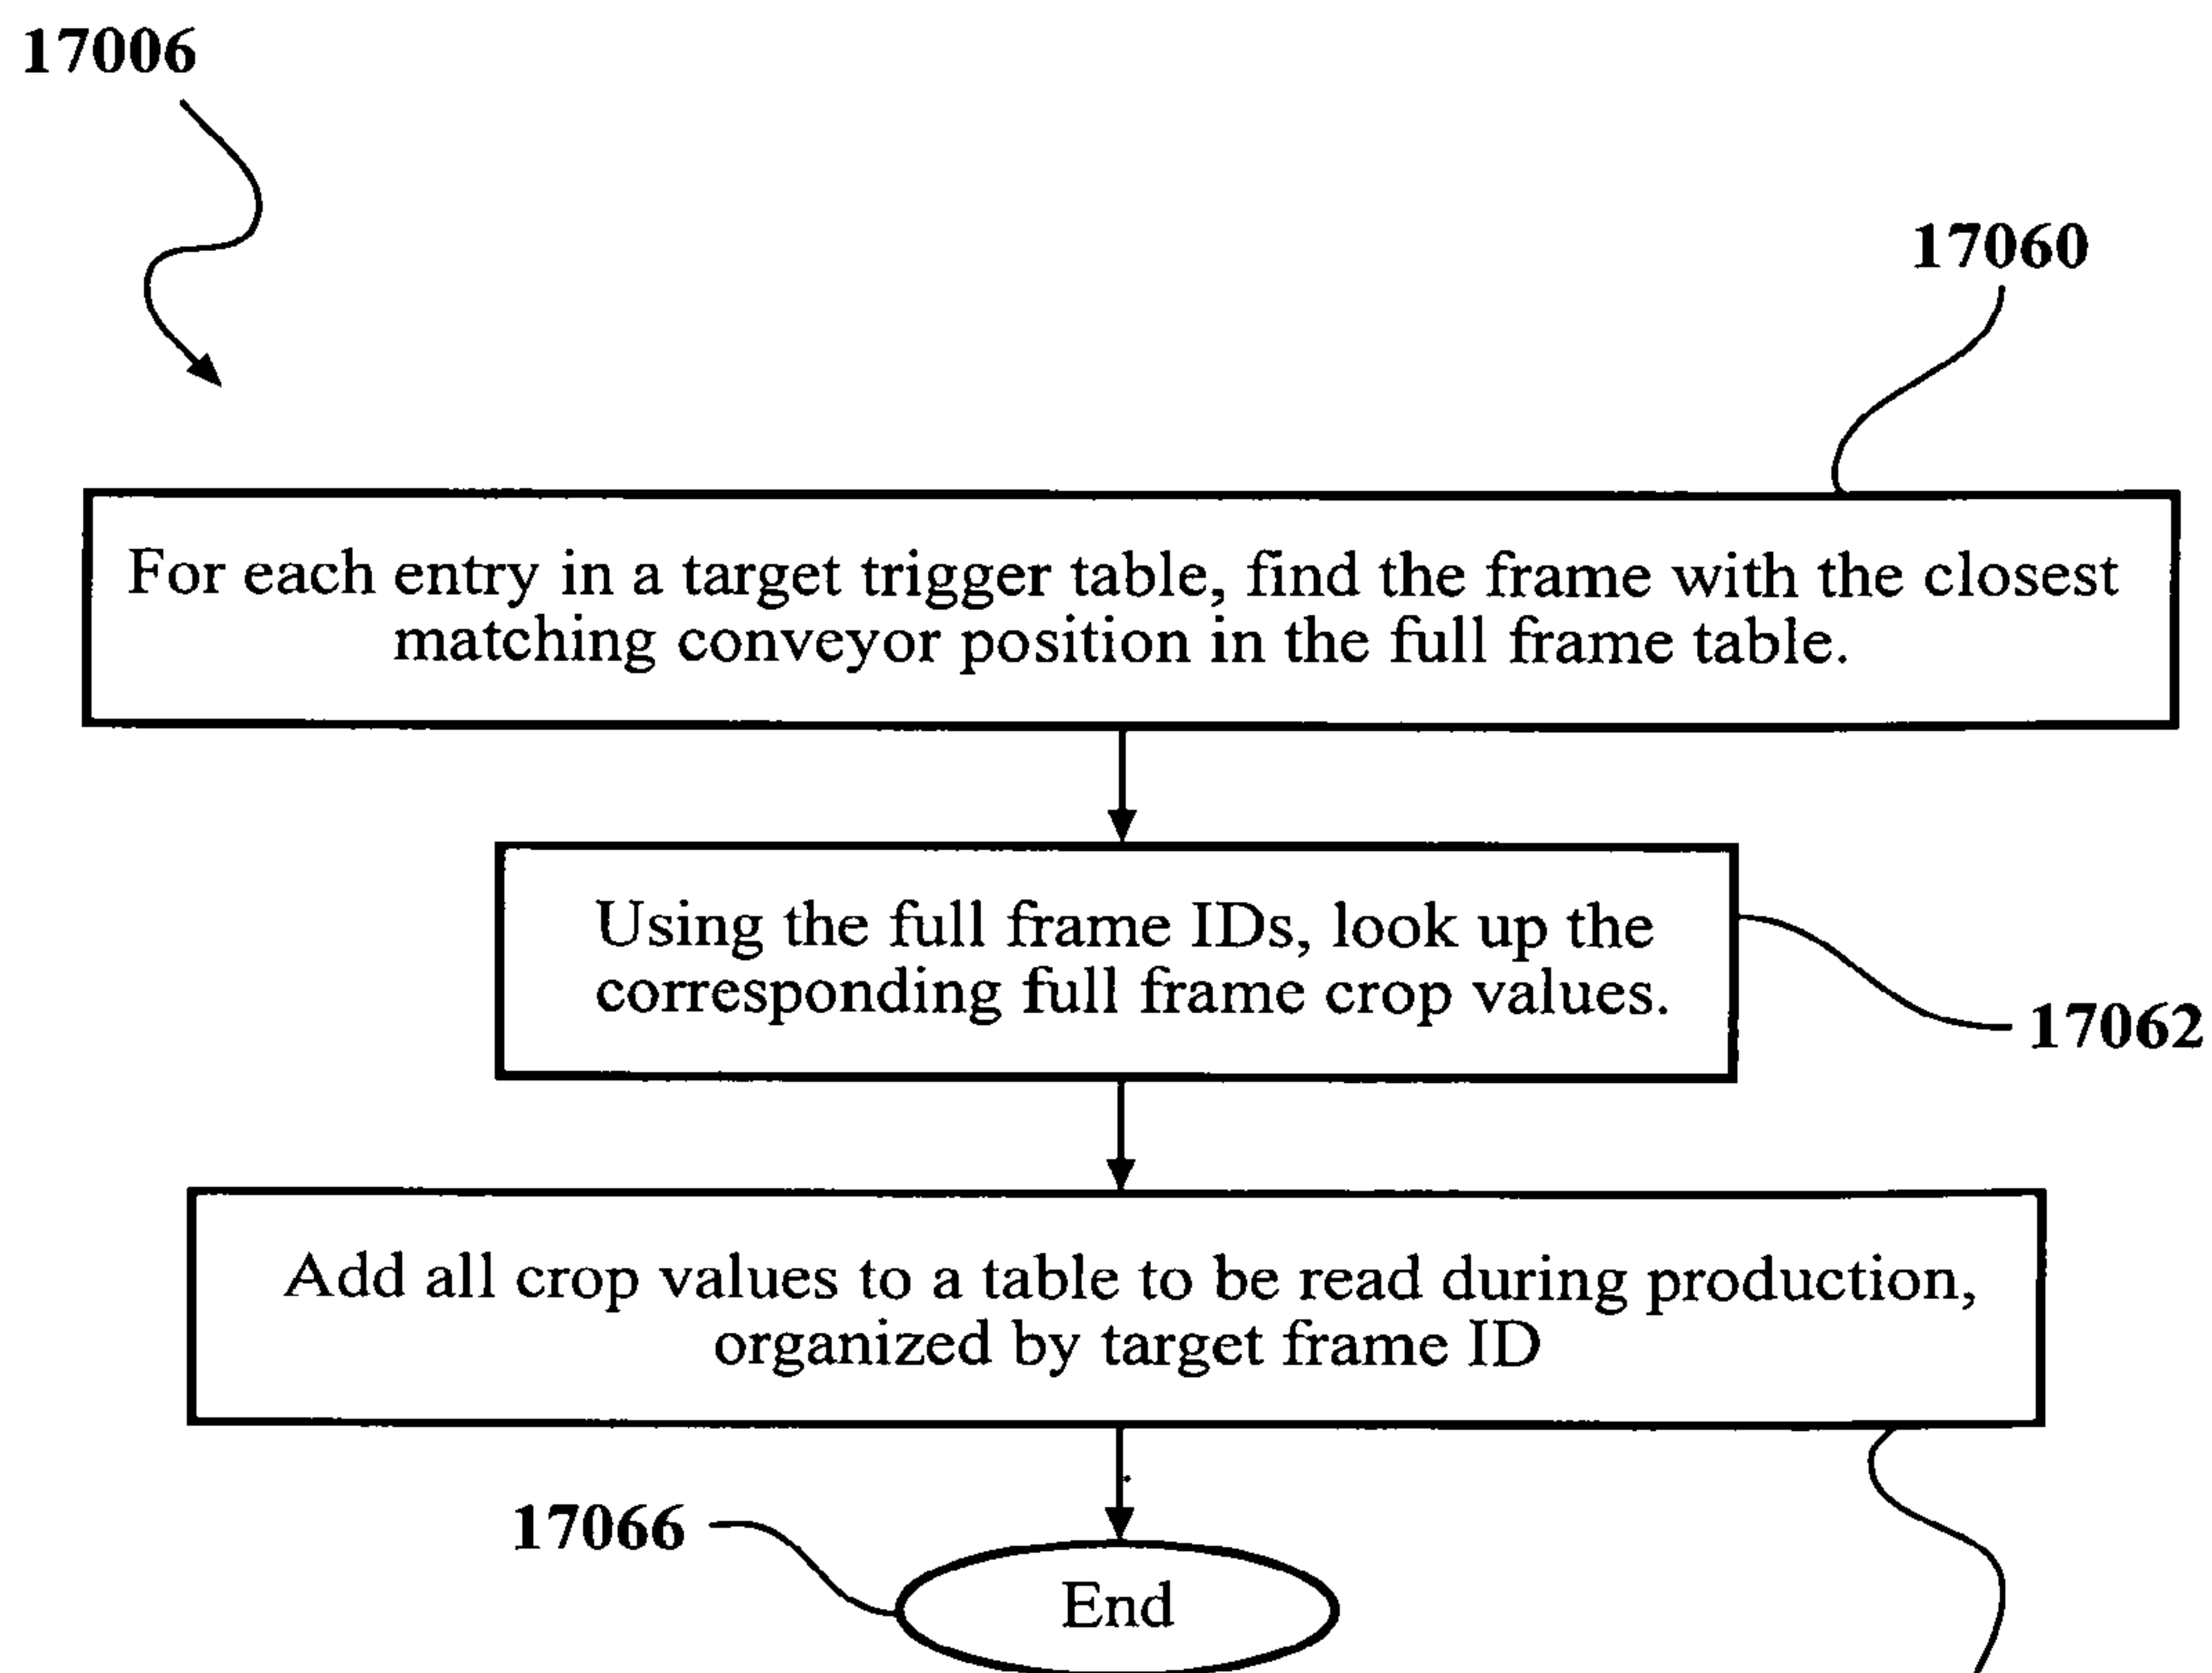 17006
17060
For each entry in a target trigger table, find the frame with the closest
matching conveyor position in the full frame table.
Using the full frame IDs, look up the
corresponding full frame crop values.
17062
Add all crop values to a table to be read during production,
organized by target frame ID
17066
End